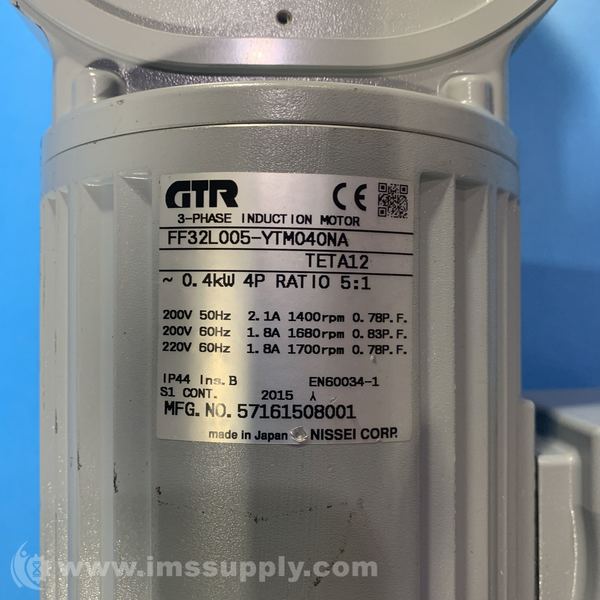 GTR CE
3-PHASE INDUCTION MOTOR
FF32L005-YTM040NA
TETA12
~ 0.4kW 4P RATIO 5:1
200V 50Hz 2.1A 1400rpm 0.78P.F.
200V 60Hz 1.8A 1680rpm 0.83P.F.
220V 60Hz 1.8A 1700rpm 0.78P.F.
IP44 Ins.B EN60034-1
S1 CONT. 2015 人
MFG.NO.57161508001
made in Japan NISSEI CORP.
www.imssupply.com